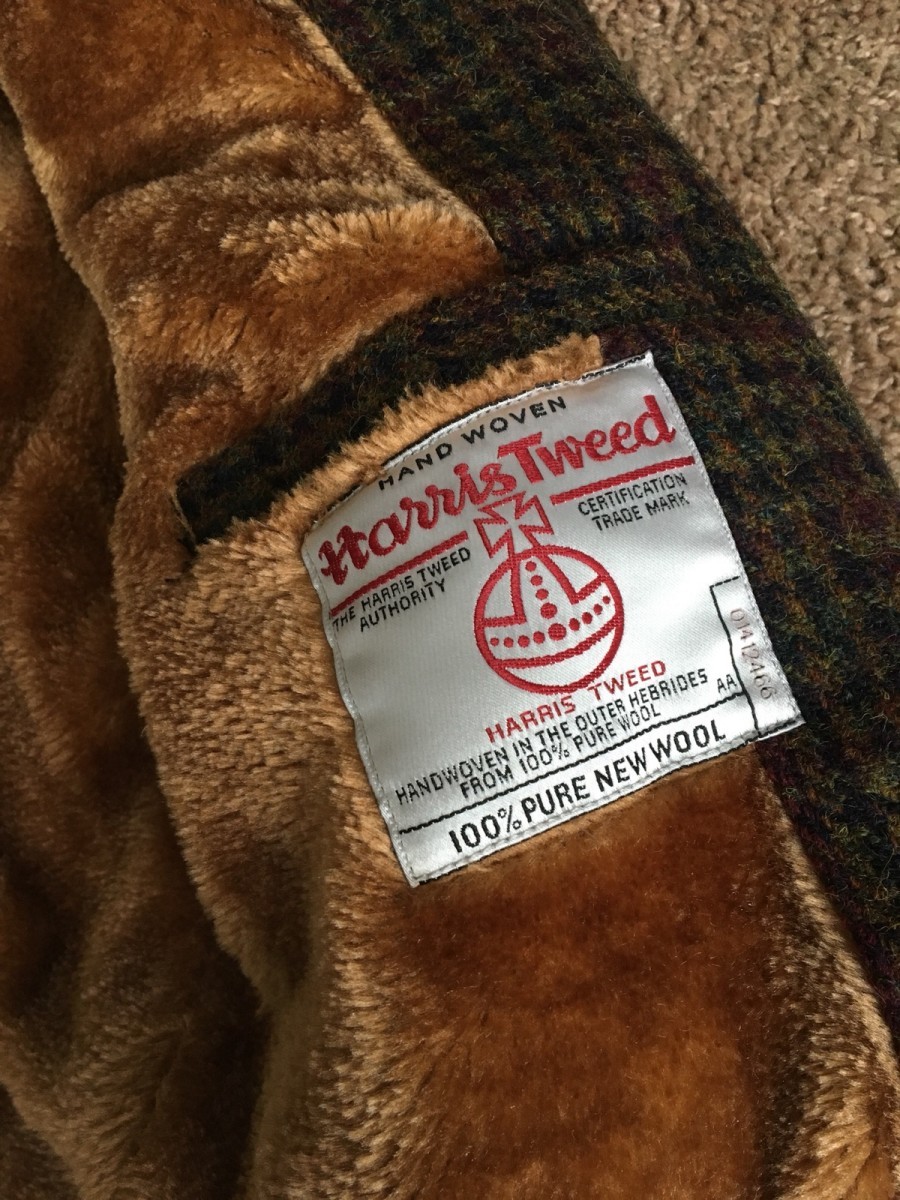 HAND WOVEN
Harris Tweed
THE HARRIS TWEED
AUTHORITY
CERTIFICATION
TRADE MARK
HARRIS TWEED
HANDWOVEN IN THE OUTER HEBRIDES
FROM 100% PURE WOOL
AA
01412466
100% PURE NEW WOOL